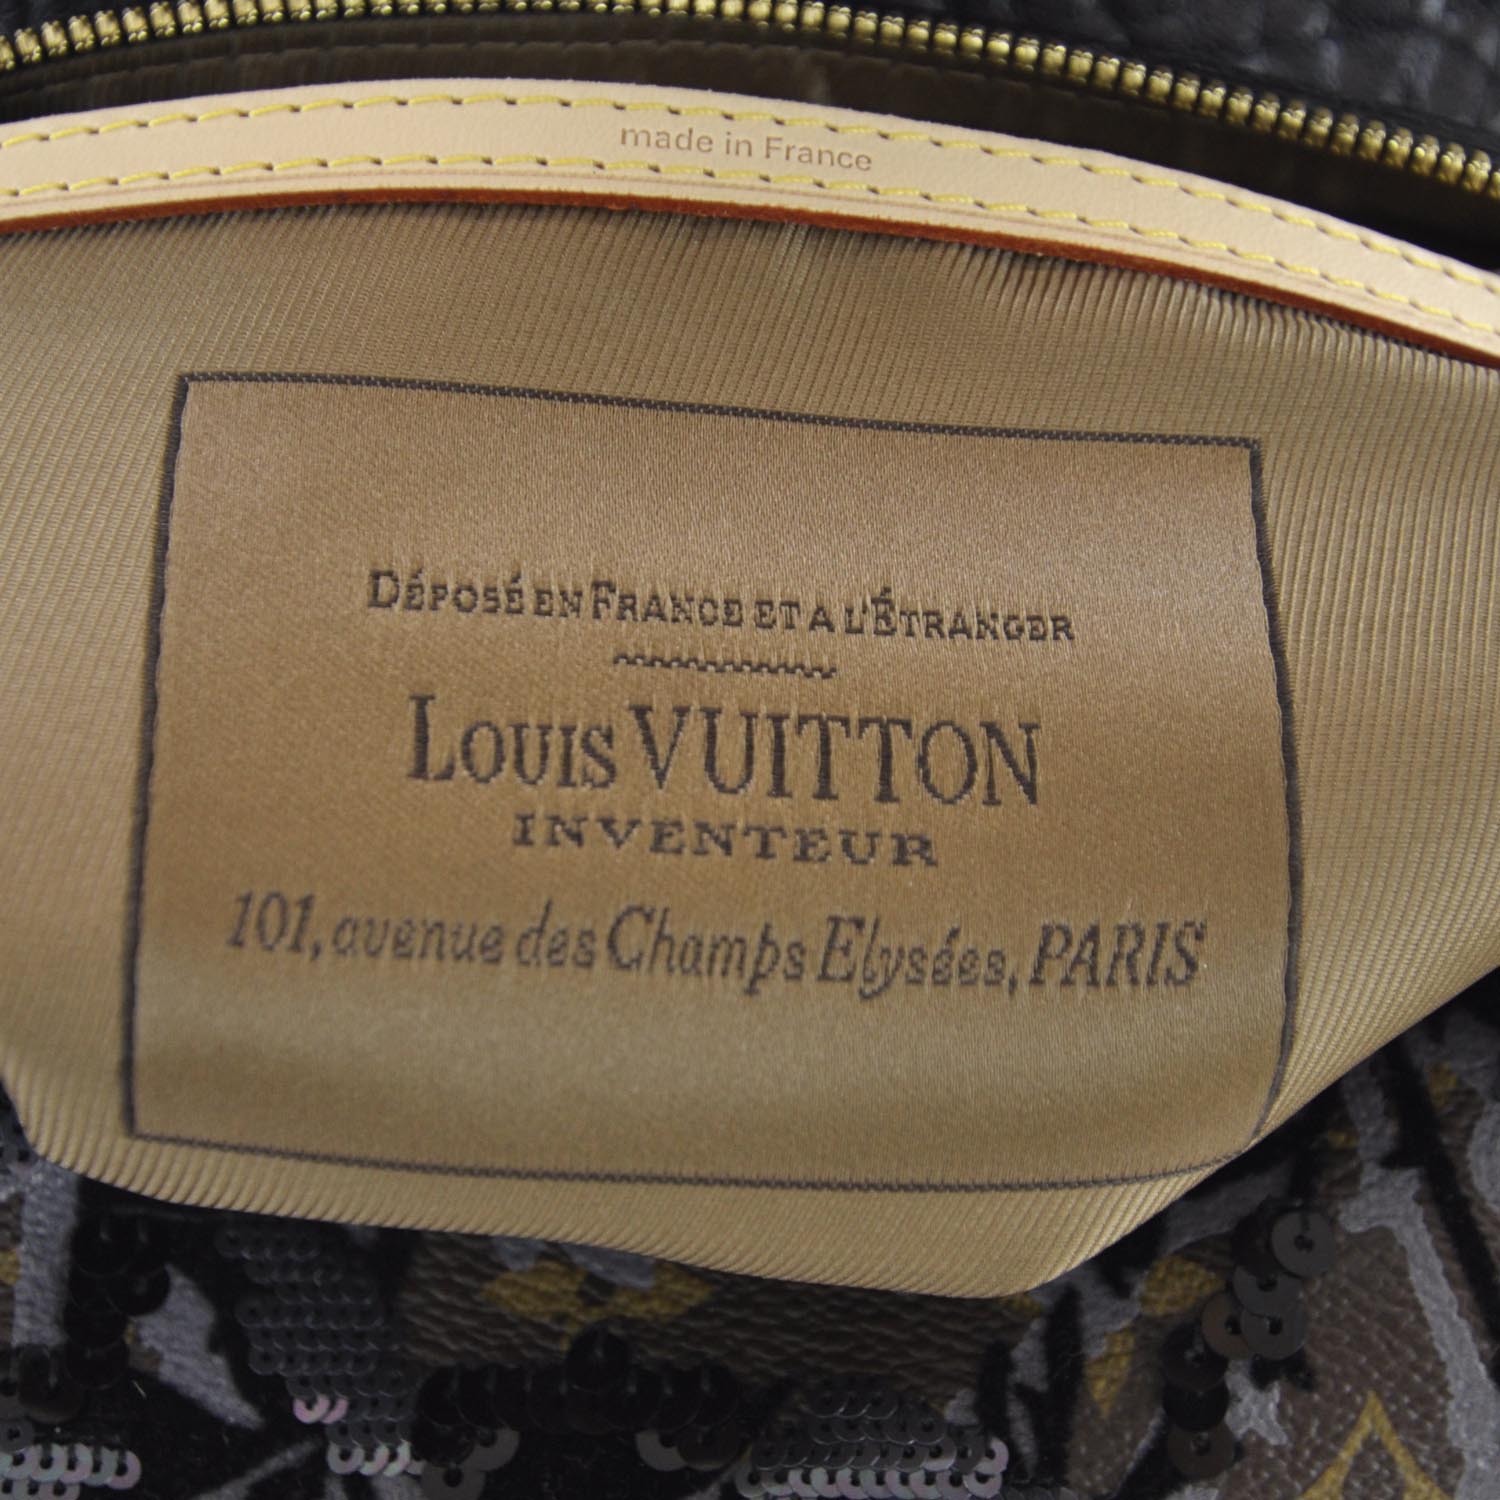 made in France
DÉPOSÉ EN FRANCE ET A L'ÉTRANGER
LOUIS VUITTON
INVENTEUR
101, avenue des Champs Elysées, PARIS